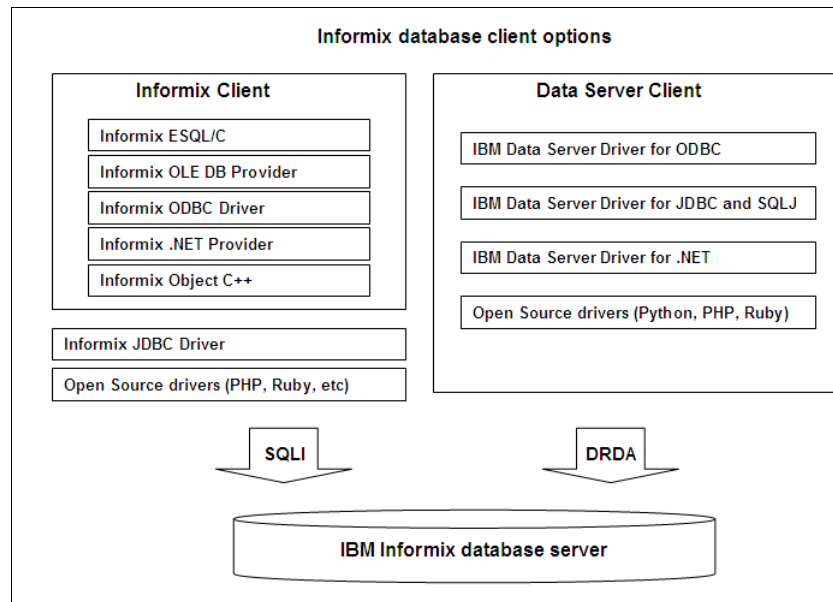 Informix database client options
Informix Client
Informix ESQL/C
Informix OLE DB Provider
Informix ODBC Driver
Informix .NET Provider
Informix Object C++
Informix JDBC Driver
Open Source drivers (PHP, Ruby, etc)
Data Server Client
IBM Data Server Driver for ODBC
IBM Data Server Driver for JDBC and SQLJ
IBM Data Server Driver for .NET
Open Source drivers (Python, PHP, Ruby)
SQLI
DRDA
IBM Informix database server